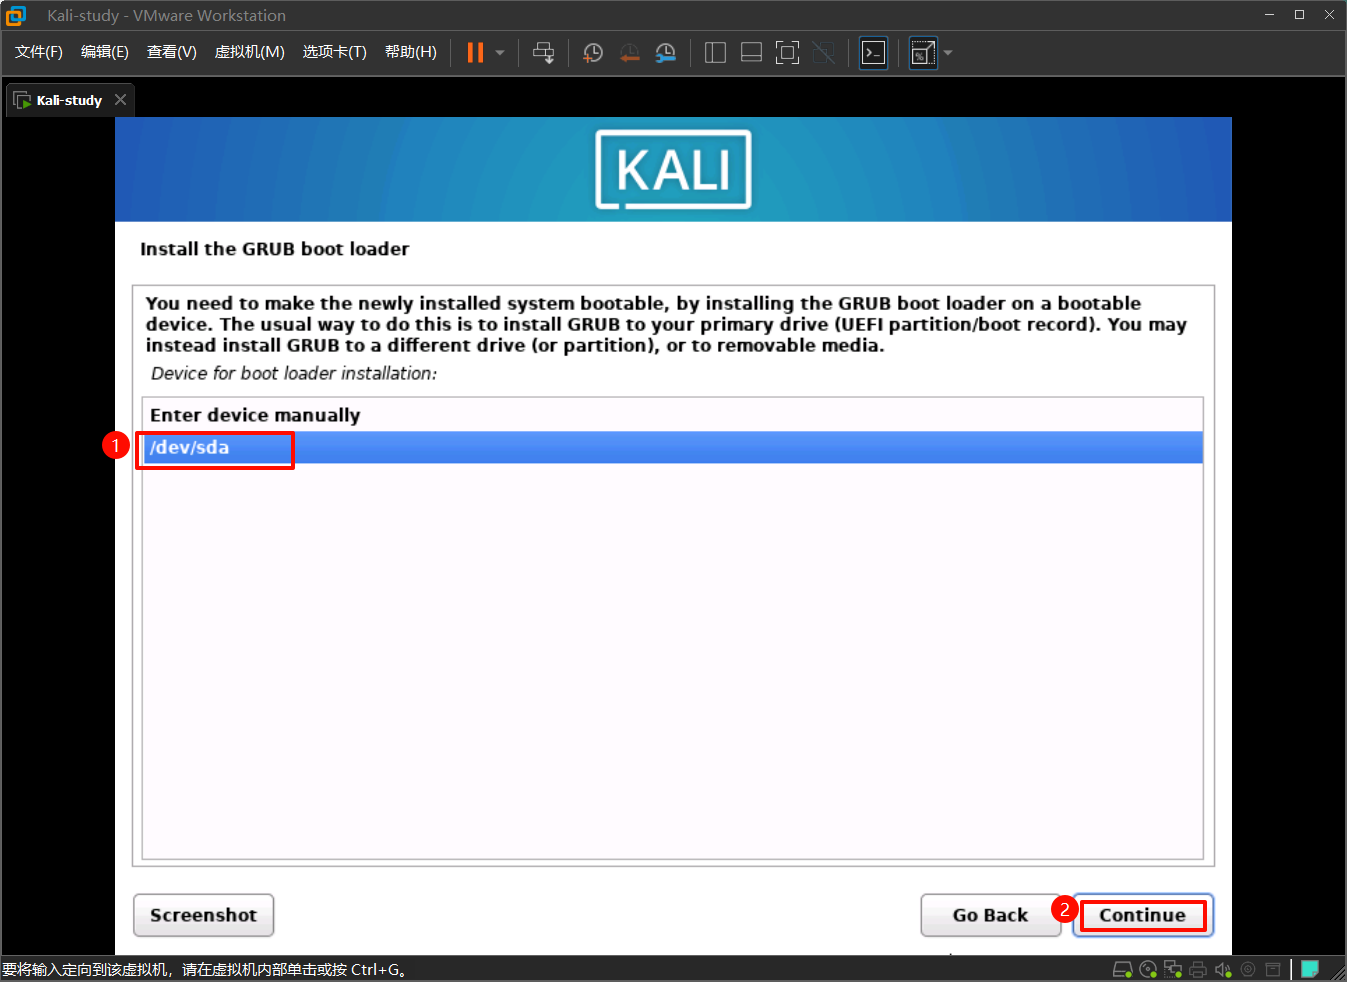 Kali-study - VMware Workstation
文件(F) 编辑(E) 查看(V) 虚拟机(M) 选项卡(T) 帮助(H)
Kali-study
KALI
Install the GRUB boot loader
You need to make the newly installed system bootable, by installing the GRUB boot loader on a bootable
device. The usual way to do this is to install GRUB to your primary drive (UEFI partition/boot record). You may
instead install GRUB to a different drive (or partition), or to removable media.
Device for boot loader installation:
Enter device manually
1 /dev/sda
Screenshot Go Back 2 Continue
要将输入定向到该虚拟机，请在虚拟机内部单击或按 Ctrl+G。